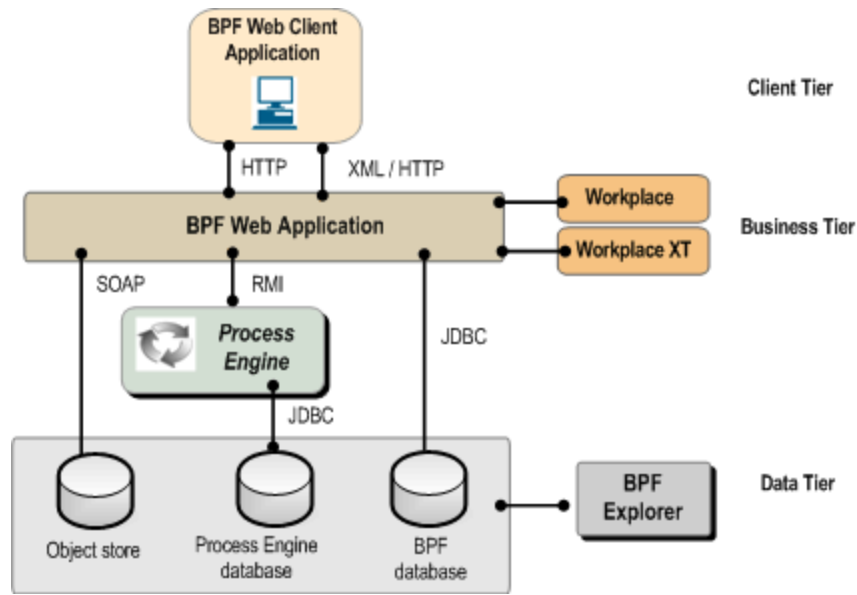 BPF Web Client
Application
Client Tier
HTTP
XML / HTTP
BPF Web Application
Workplace
Workplace XT
Business Tier
SOAP
RMI
JDBC
Process
Engine
JDBC
Object store
Process Engine
database
BPF
database
BPF
Explorer
Data Tier